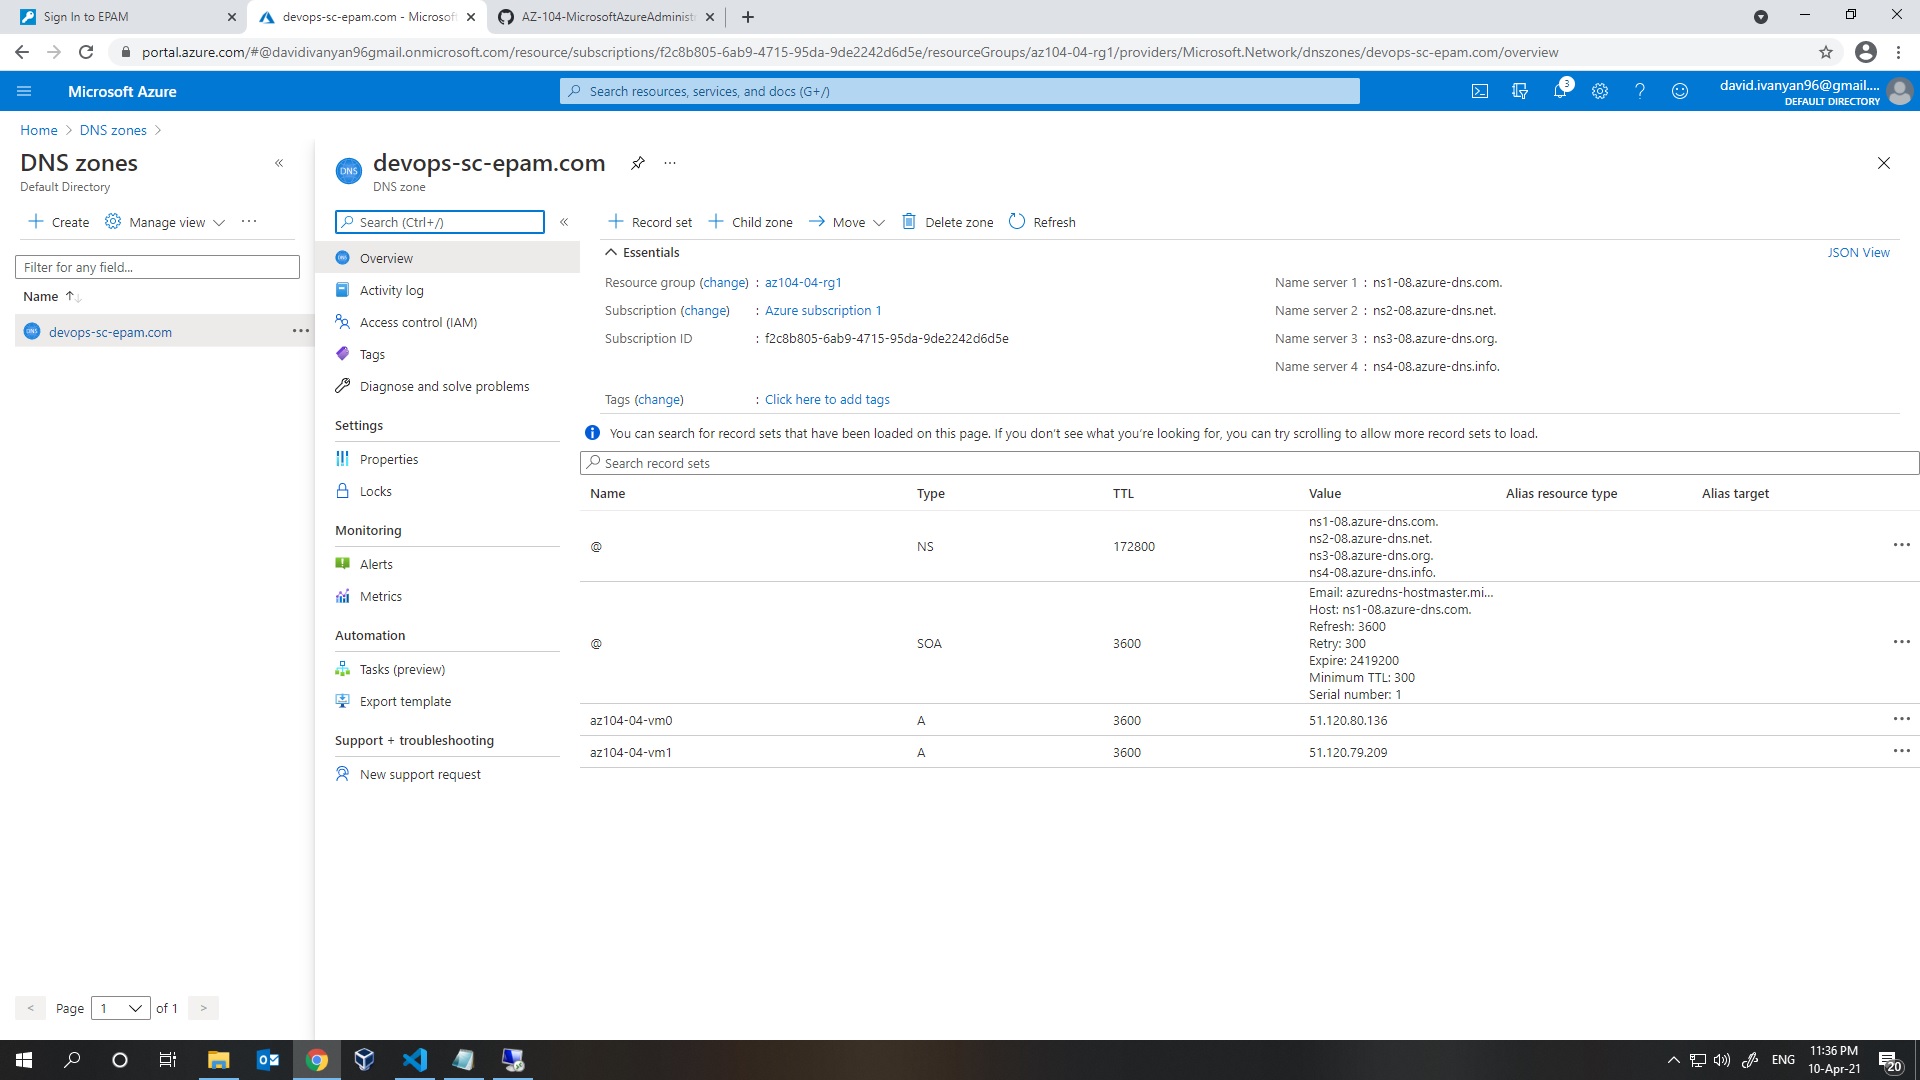 Sign In to EPAM
devops-sc-epam.com - Microsof
AZ-104-MicrosoftAzureAdminist
portal.azure.com/#@davidivanyan96gmail.onmicrosoft.com/resource/subscriptions/f2c8b805-6ab9-4715-95da-9de2242d6d5e/resourceGroups/az104-04-rg1/providers/Microsoft.Network/dnszones/devops-sc-epam.com/overview
Microsoft Azure
Search resources, services, and docs (G+/)
3
david.ivanyan96@gmail....
DEFAULT DIRECTORY
Home > DNS zones >
DNS zones
Default Directory
Create
Manage view
Filter for any field...
Name
devops-sc-epam.com
Page 1 of 1
DNS
devops-sc-epam.com
DNS zone
Search (Ctrl+/)
Overview
Activity log
Access control (IAM)
Tags
Diagnose and solve problems
Settings
Properties
Locks
Monitoring
Alerts
Metrics
Automation
Tasks (preview)
Export template
Support + troubleshooting
New support request
Record set
Child zone
Move
Delete zone
Refresh
Essentials
JSON View
Resource group (change) : az104-04-rg1
Subscription (change) : Azure subscription 1
Subscription ID : f2c8b805-6ab9-4715-95da-9de2242d6d5e
Name server 1 : ns1-08.azure-dns.com.
Name server 2 : ns2-08.azure-dns.net.
Name server 3 : ns3-08.azure-dns.org.
Name server 4 : ns4-08.azure-dns.info.
Tags (change) : Click here to add tags
You can search for record sets that have been loaded on this page. If you don't see what you're looking for, you can try scrolling to allow more record sets to load.
Search record sets
Name Type TTL Value Alias resource type Alias target
@ NS 172800
ns1-08.azure-dns.com.
ns2-08.azure-dns.net.
ns3-08.azure-dns.org.
ns4-08.azure-dns.info.
@ SOA 3600
Email: azuredns-hostmaster.mi...
Host: ns1-08.azure-dns.com.
Refresh: 3600
Retry: 300
Expire: 2419200
Minimum TTL: 300
Serial number: 1
az104-04-vm0 A 3600 51.120.80.136
az104-04-vm1 A 3600 51.120.79.209
ENG
11:36 PM
10-Apr-21
20